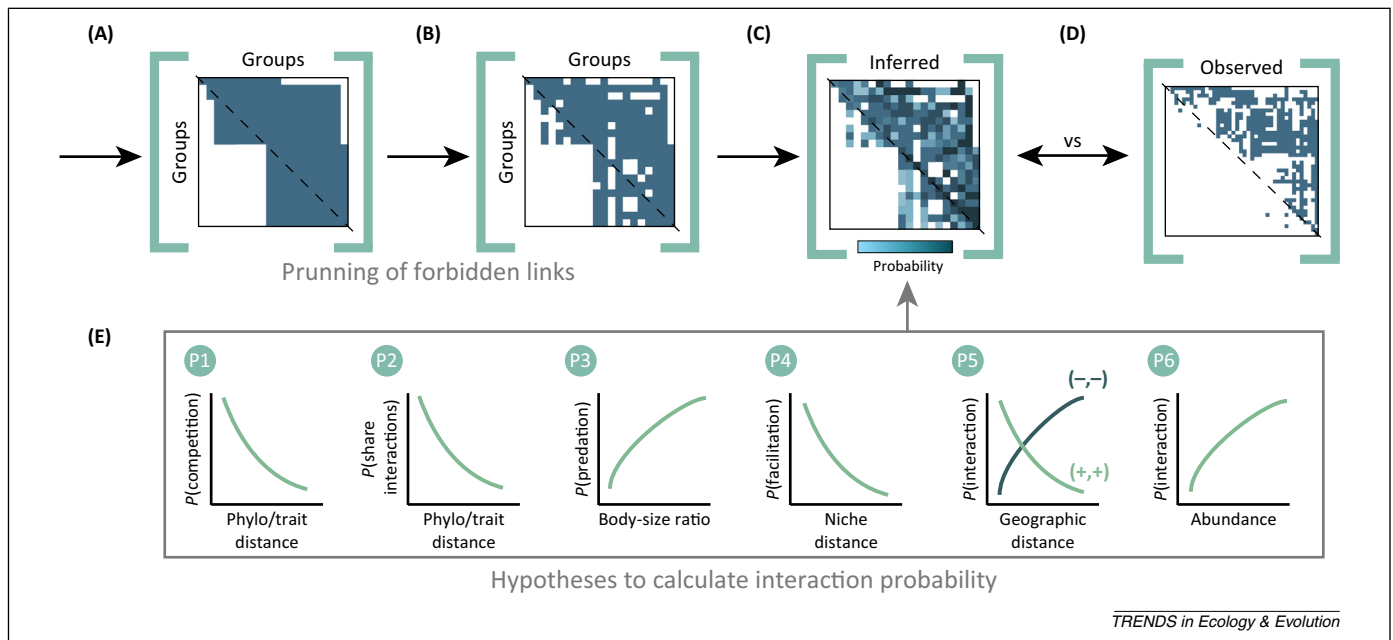 (A)
Groups
Groups
(B)
Groups
Groups
Prunning of forbidden links
(C)
Inferred
Probability
vs
(D)
Observed
(E)
P1
P(competition)
Phylo/trait
distance
P2
P(share
interactions)
Phylo/trait
distance
P3
P(predation)
Body-size ratio
P4
P(facilitation)
Niche
distance
P5
P(interaction)
(−,−)
(+,+)
Geographic
distance
P6
P(interaction)
Abundance
Hypotheses to calculate interaction probability
TRENDS in Ecology & Evolution